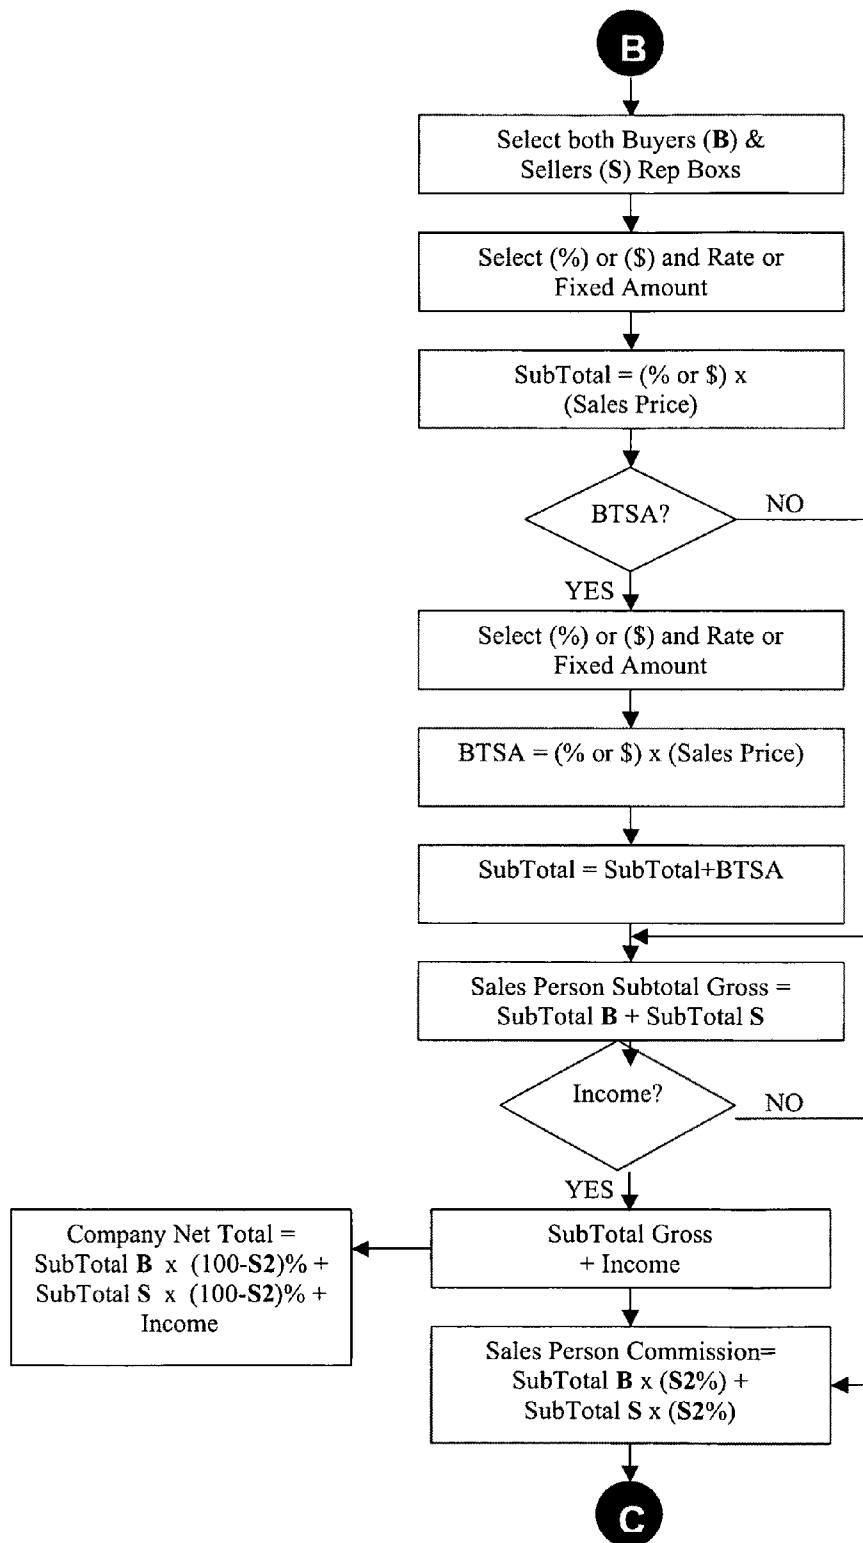 B
Select both Buyers (B) &
Sellers (S) Rep Boxs
Select (%) or ($) and Rate or
Fixed Amount
SubTotal = (% or $) x
(Sales Price)
BTSA?
NO
YES
Select (%) or ($) and Rate or
Fixed Amount
BTSA = (% or $) x (Sales Price)
SubTotal = SubTotal+BTSA
Sales Person Subtotal Gross =
SubTotal B + SubTotal S
Income?
NO
YES
Company Net Total =
SubTotal B x (100-S2)% +
SubTotal S x (100-S2)% +
Income
SubTotal Gross
+ Income
Sales Person Commission=
SubTotal B x (S2%) +
SubTotal S x (S2%)
C